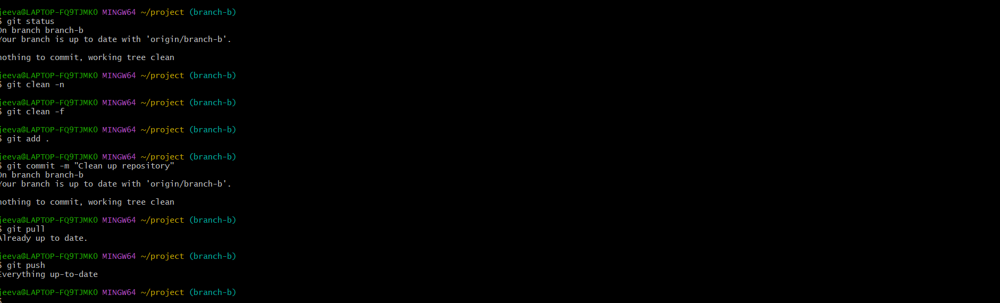 jeeva@LAPTOP-FQ9TJMKO MINGW64 ~/project (branch-b)
$ git status
On branch branch-b
Your branch is up to date with 'origin/branch-b'.
nothing to commit, working tree clean
jeeva@LAPTOP-FQ9TJMKO MINGW64 ~/project (branch-b)
$ git clean -n
jeeva@LAPTOP-FQ9TJMKO MINGW64 ~/project (branch-b)
$ git clean -f
jeeva@LAPTOP-FQ9TJMKO MINGW64 ~/project (branch-b)
$ git add .
jeeva@LAPTOP-FQ9TJMKO MINGW64 ~/project (branch-b)
$ git commit -m "Clean up repository"
On branch branch-b
Your branch is up to date with 'origin/branch-b'.
nothing to commit, working tree clean
jeeva@LAPTOP-FQ9TJMKO MINGW64 ~/project (branch-b)
$ git pull
Already up to date.
jeeva@LAPTOP-FQ9TJMKO MINGW64 ~/project (branch-b)
$ git push
Everything up-to-date
jeeva@LAPTOP-FQ9TJMKO MINGW64 ~/project (branch-b)
$